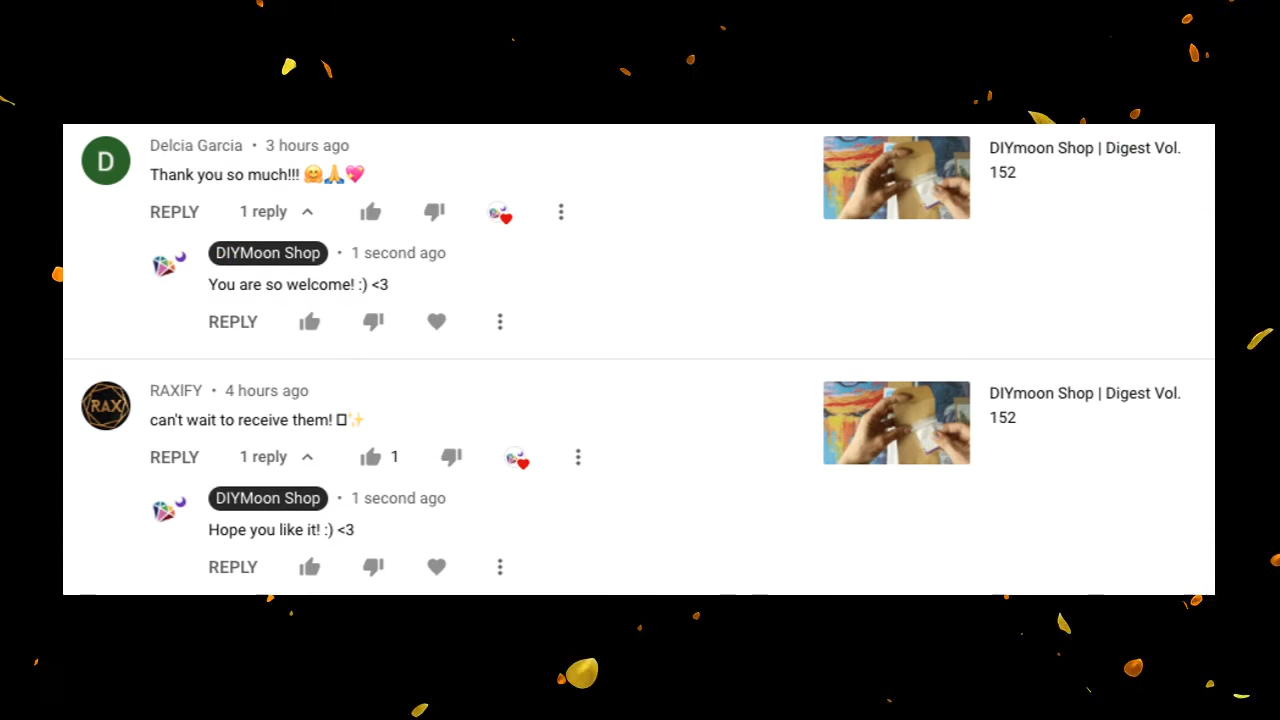 D
Delcia Garcia • 3 hours ago
Thank you so much!!! 🤗🙏💖
REPLY 1 reply
DIYMoon Shop • 1 second ago
You are so welcome! :) <3
REPLY
DIYmoon Shop | Digest Vol.
152
RAX
RAXIFY • 4 hours ago
can't wait to receive them! ▯✨
REPLY 1 reply 1
DIYMoon Shop • 1 second ago
Hope you like it! :) <3
REPLY
DIYmoon Shop | Digest Vol.
152